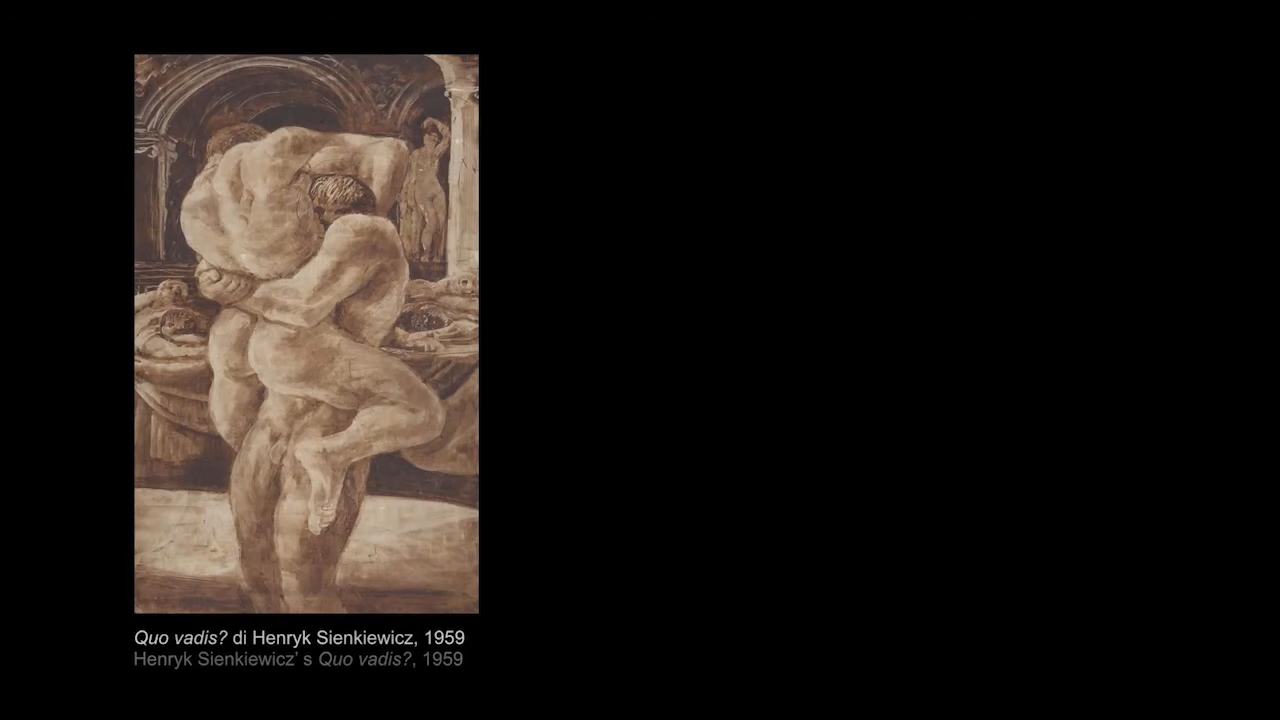 Quo vadis? di Henryk Sienkiewicz, 1959
Henryk Sienkiewicz' s Quo vadis?, 1959